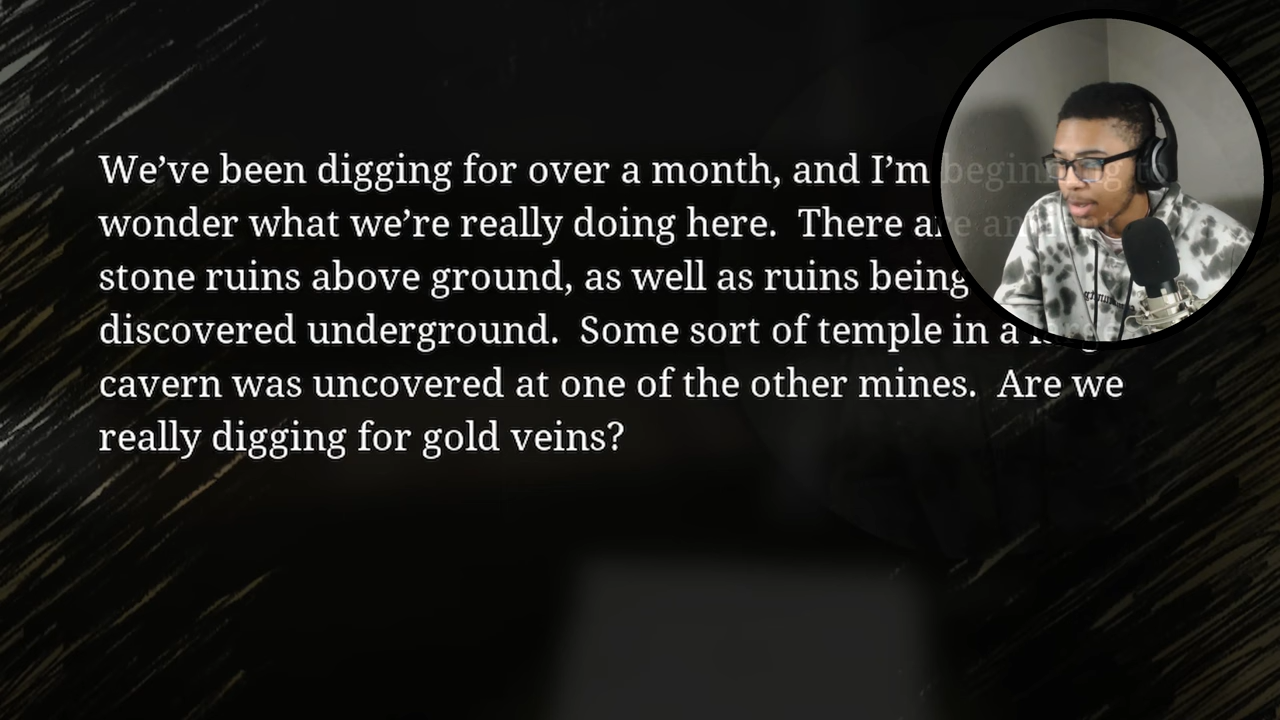 We’ve been digging for over a month, and I’m beginning to
wonder what we’re really doing here.  There are
stone ruins above ground, as well as ruins being
discovered underground.  Some sort of temple in a
cavern was uncovered at one of the other mines.  Are we
really digging for gold veins?